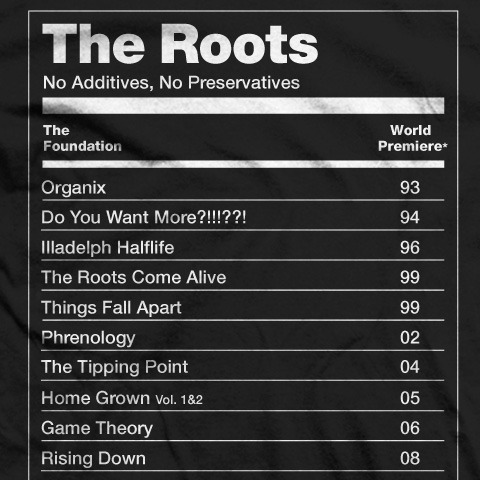 The Roots
No Additives, No Preservatives
The Foundation World Premiere*
Organix 93
Do You Want More?!!!??! 94
Illadelph Halflife 96
The Roots Come Alive 99
Things Fall Apart 99
Phrenology 02
The Tipping Point 04
Home Grown Vol. 1&2 05
Game Theory 06
Rising Down 08